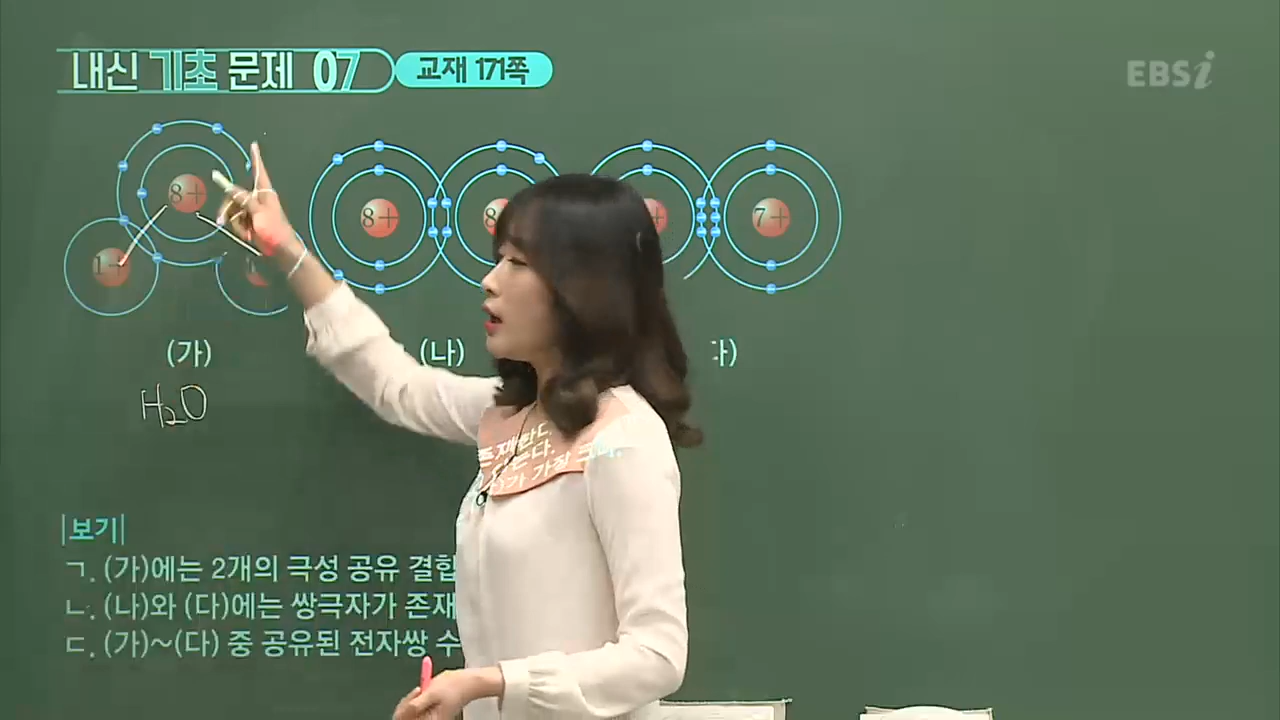 내신 기초 문제 07 교재 171쪽
EBSi
8+ 8+ 7+
(가) (나)
H₂O
|보기|
ㄱ. (가)에는 2개의 극성 공유 결합
ㄴ. (나)와 (다)에는 쌍극자가 존재
ㄷ. (가)~(다) 중 공유된 전자쌍 수